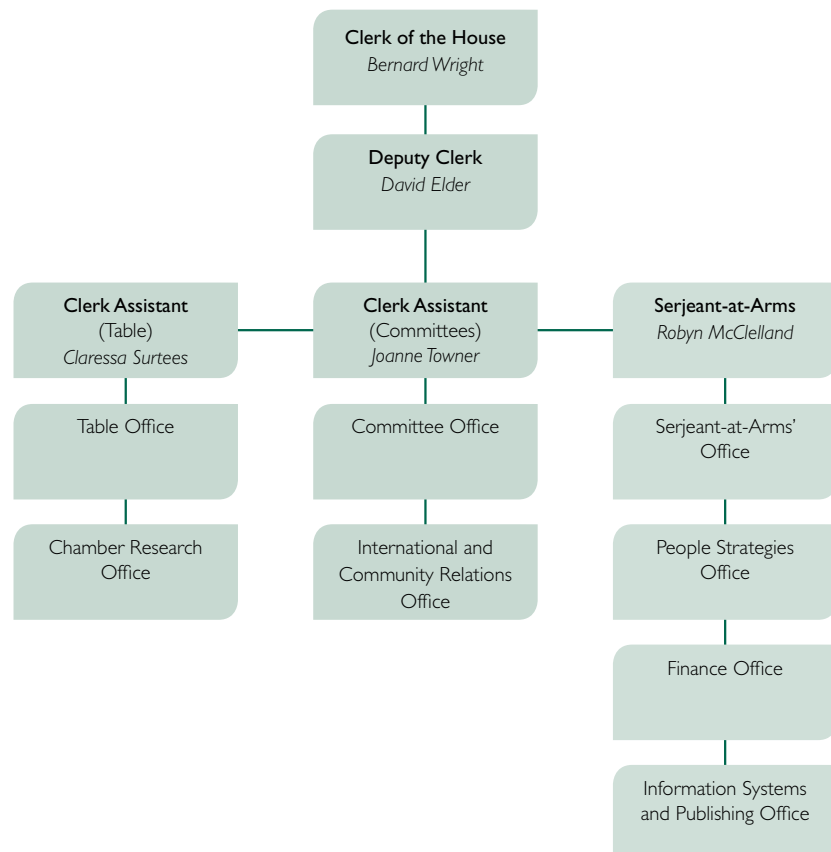 Clerk of the House
Bernard Wright
Deputy Clerk
David Elder
Clerk Assistant
(Table)
Claressa Surtees
Clerk Assistant
(Committees)
Joanne Towner
Serjeant-at-Arms
Robyn McClelland
Table Office
Committee Office
Serjeant-at-Arms’
Office
Chamber Research
Office
International and
Community Relations
Office
People Strategies
Office
Finance Office
Information Systems
and Publishing Office